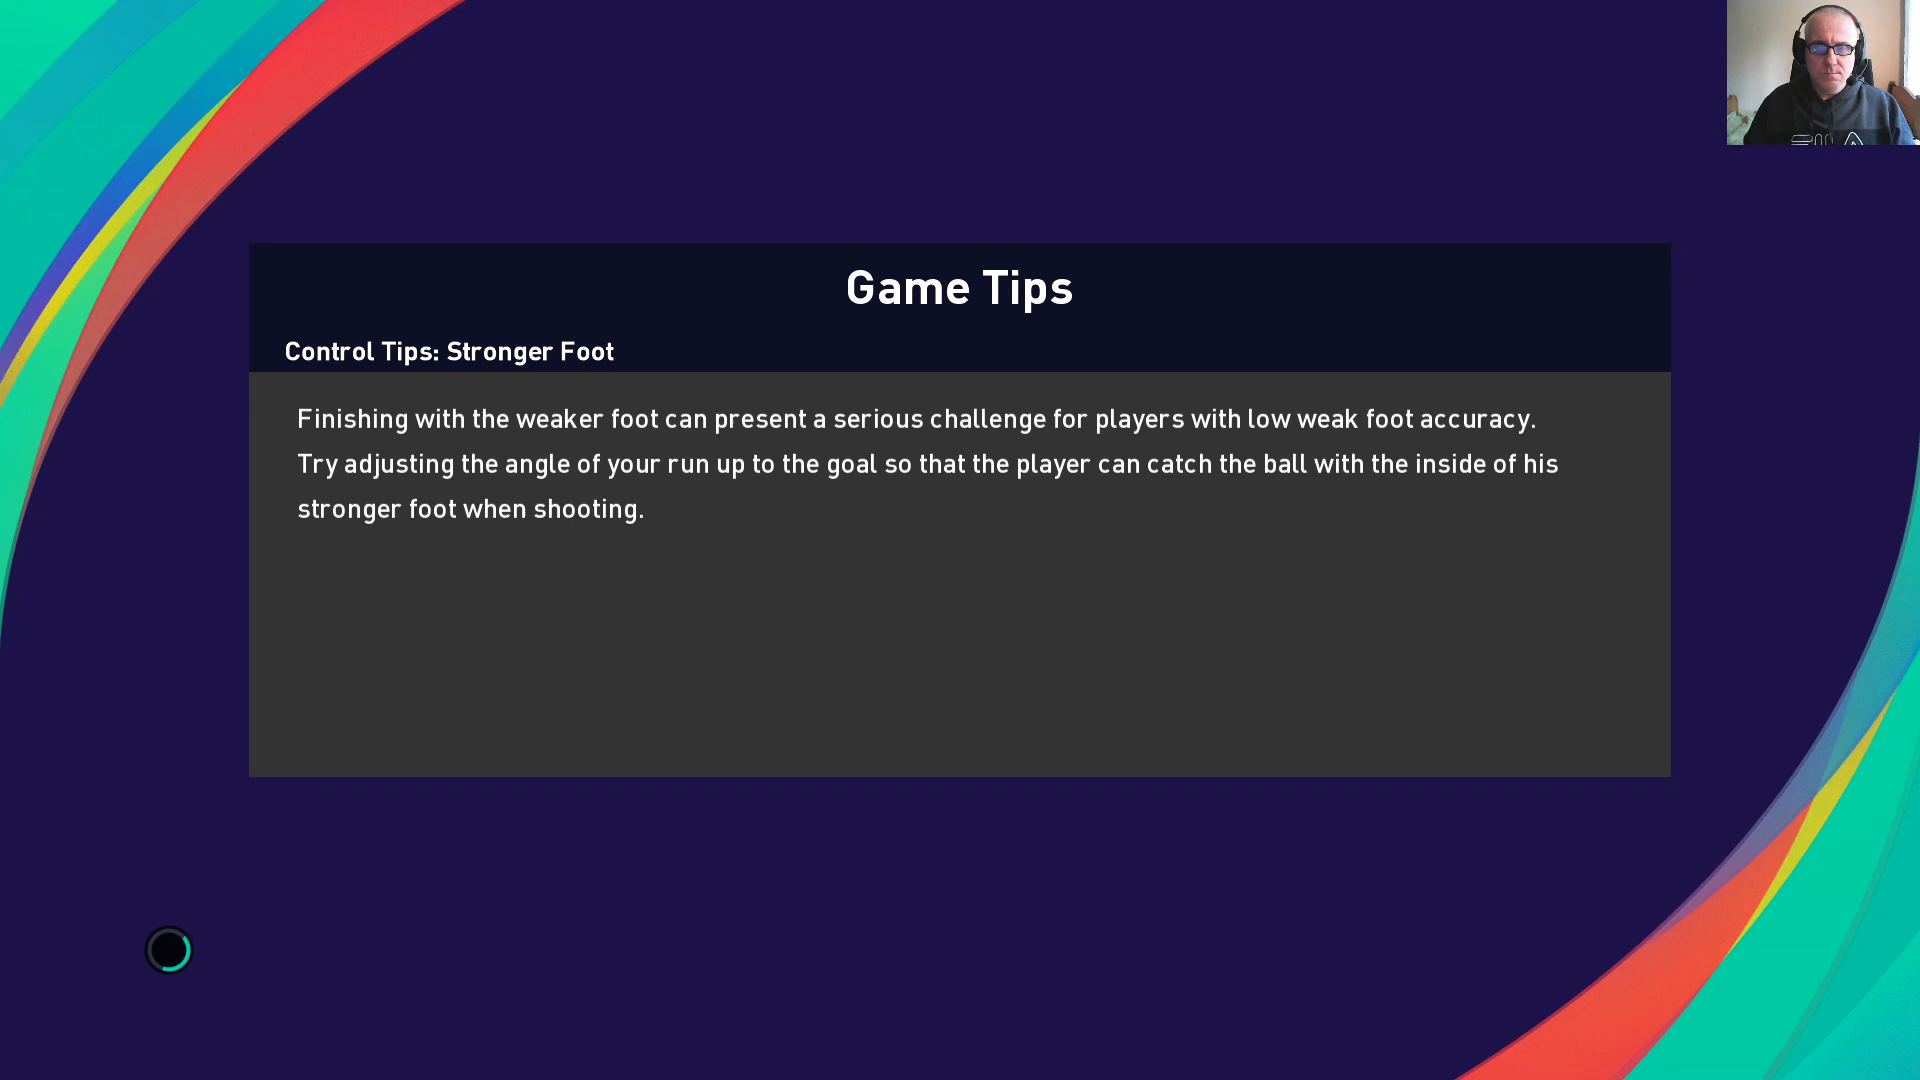 Game Tips
Control Tips: Stronger Foot
Finishing with the weaker foot can present a serious challenge for players with low weak foot accuracy.
Try adjusting the angle of your run up to the goal so that the player can catch the ball with the inside of his
stronger foot when shooting.